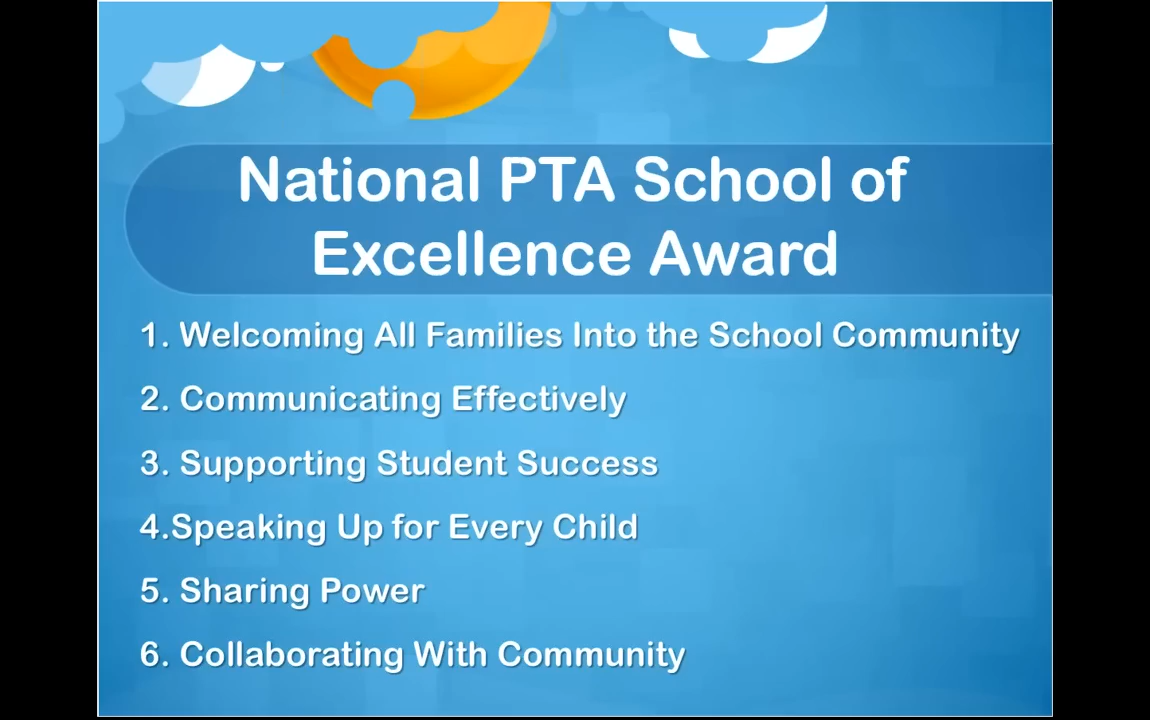 National PTA School of
Excellence Award
1. Welcoming All Families Into the School Community
2. Communicating Effectively
3. Supporting Student Success
4.Speaking Up for Every Child
5. Sharing Power
6. Collaborating With Community